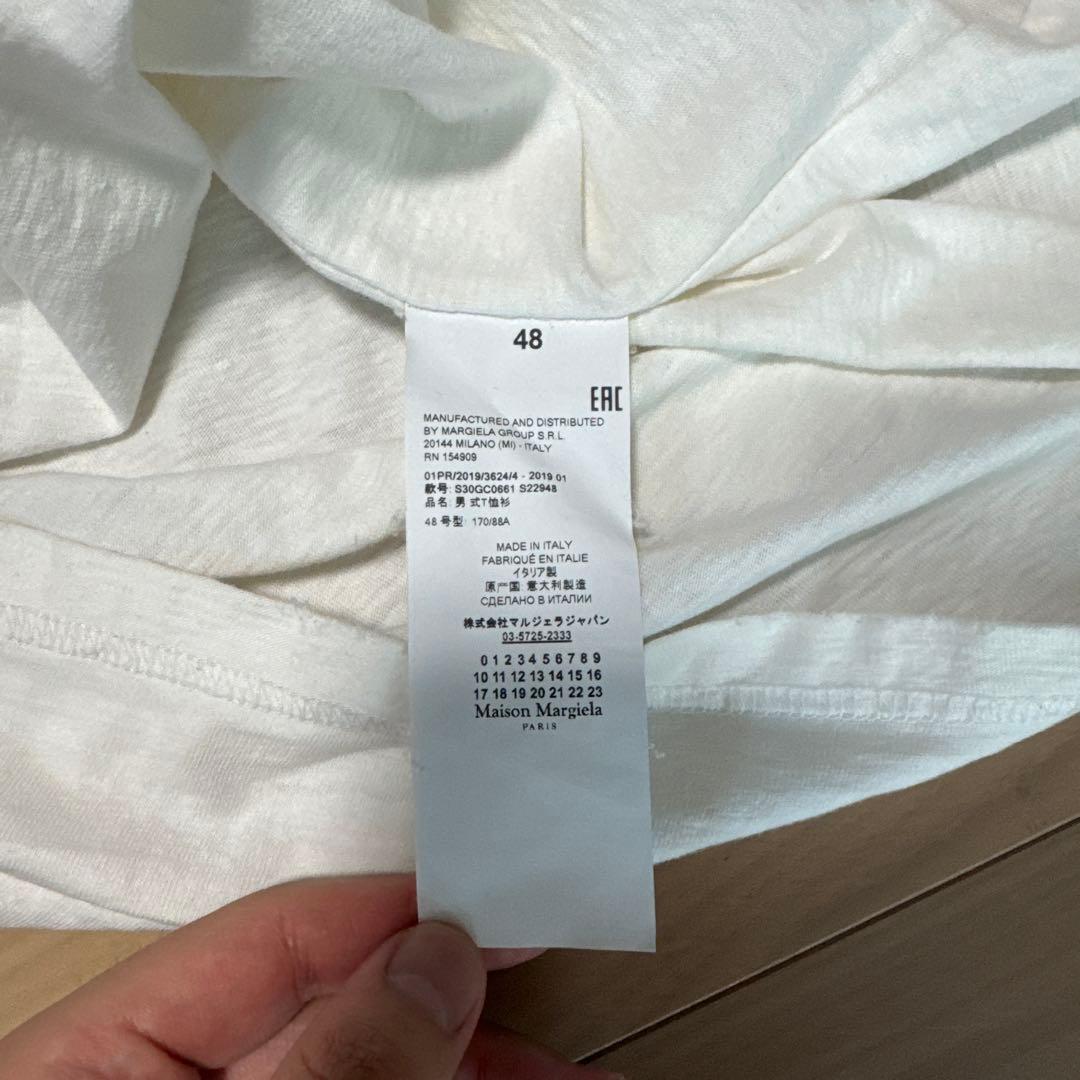 48
EAC
MANUFACTURED AND DISTRIBUTED
BY MARGIELA GROUP S.R.L.
20144 MILANO (MI) - ITALY
RN 154909
01PR/2019/3624/4 - 2019 01
款号: S30GC0661 S22948
品名: 男 式T恤衫
48 号型: 170/88A
MADE IN ITALY
FABRIQUÉ EN ITALIE
イタリア製
原产国: 意大利製造
СДЕЛАНО В ИТАЛИИ
株式会社マルジェラジャパン
03-5725-2333
0 1 2 3 4 5 6 7 8 9
10 11 12 13 14 15 16
17 18 19 20 21 22 23
Maison Margiela
PARIS